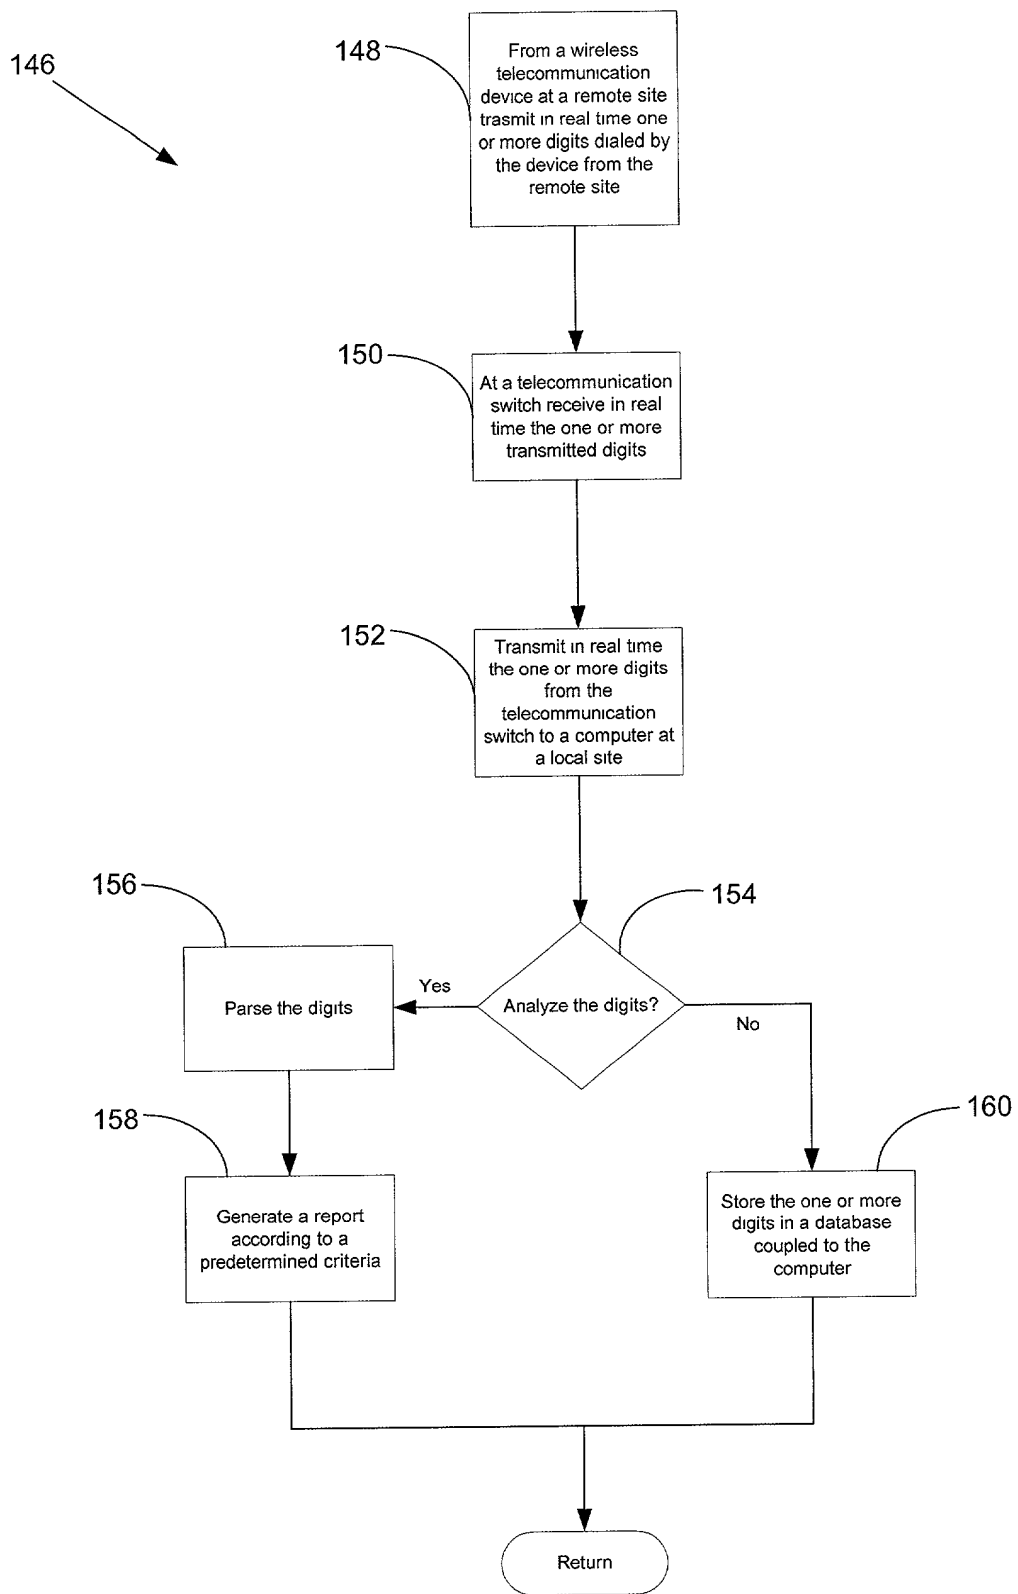 146
148
From a wireless
telecommunication
device at a remote site
trasmit in real time one
or more digits dialed by
the device from the
remote site
150
At a telecommunication
switch receive in real
time the one or more
transmitted digits
152
Transmit in real time
the one or more digits
from the
telecommunication
switch to a computer at
a local site
156
154
Parse the digits
Yes
Analyze the digits?
No
158
160
Generate a report
according to a
predetermined criteria
Store the one or more
digits in a database
coupled to the
computer
Return